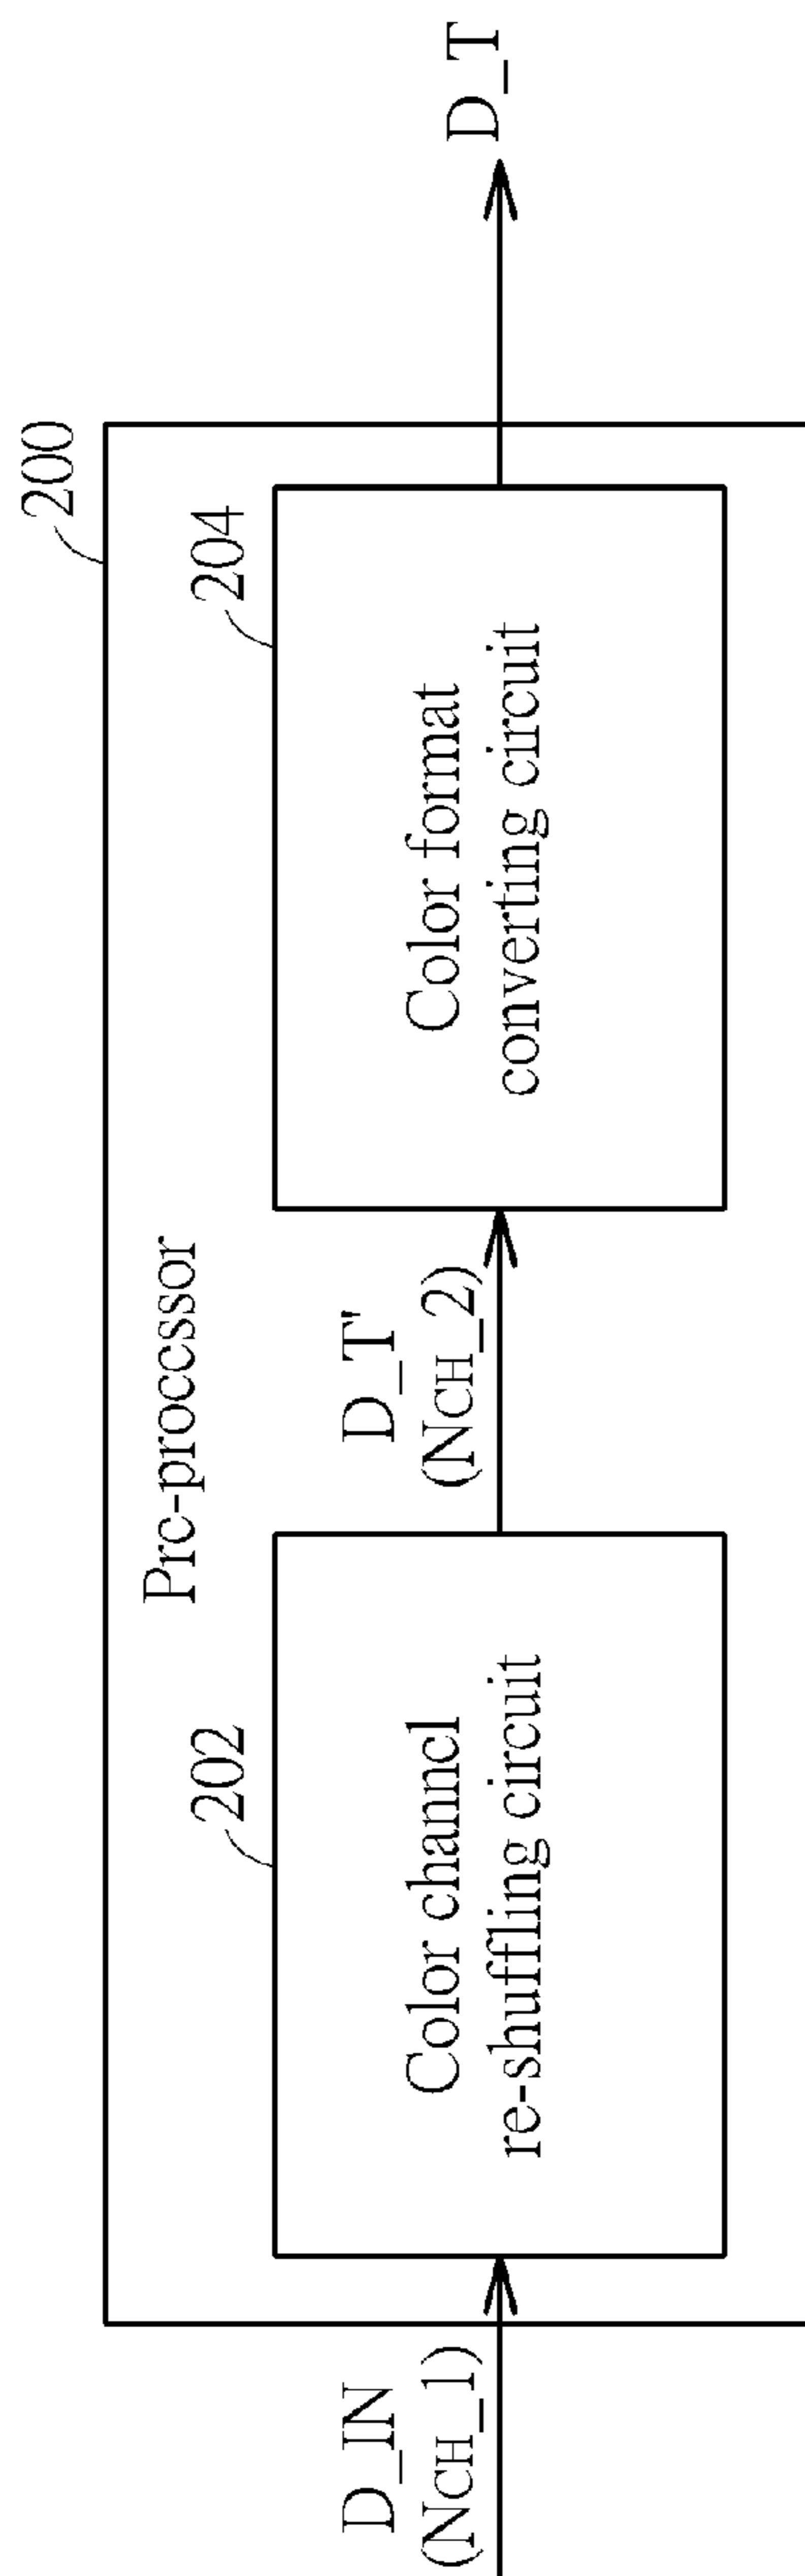 200
Pre-processor
202
204
D_IN
(NCH_1)
Color channel
re-shuffling circuit
D_T'
(NCH_2)
Color format
converting circuit
D_T